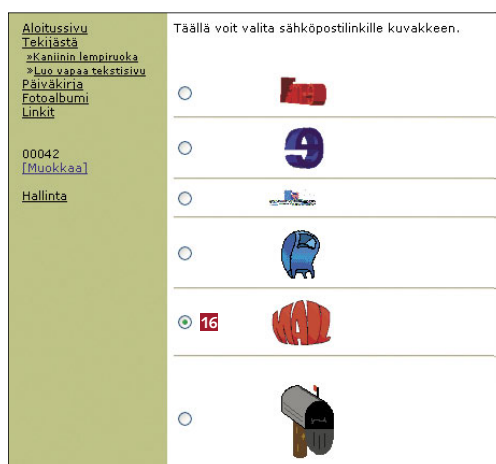 Aloitussivu
Tekijästä
»Kaniinin lempiruoka
»Luo vapaa tekstisivu
Päiväkirja
Fotoalbumi
Linkit
00042
[Muokkaa]
Hallinta
Täällä voit valita sähköpostilinkille kuvakkeen.
16
MAIL